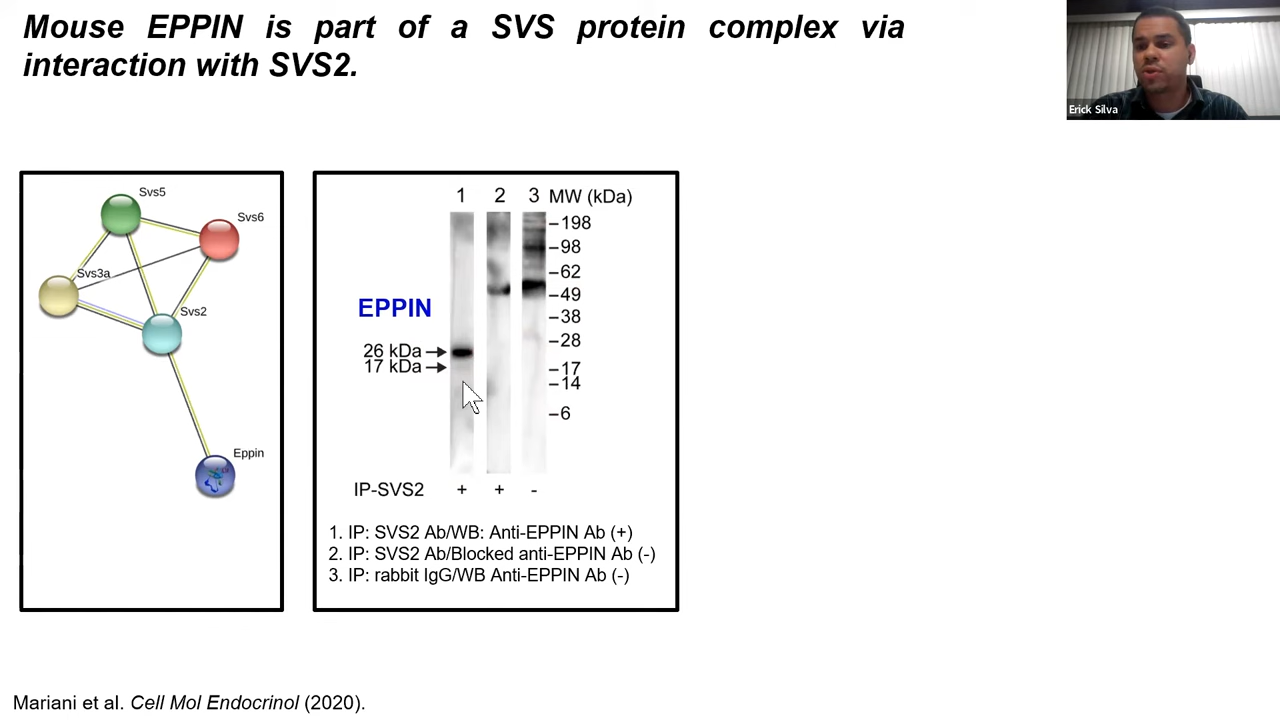 Mouse EPPIN is part of a SVS protein complex via
interaction with SVS2.
Erick Silva
Svs5
Svs6
Svs3a
Svs2
Eppin
1 2 3 MW (kDa)
–198
–98
–62
–49
–38
–28
–17
–14
–6
EPPIN
26 kDa→
17 kDa→
IP-SVS2 + + -
1. IP: SVS2 Ab/WB: Anti-EPPIN Ab (+)
2. IP: SVS2 Ab/Blocked anti-EPPIN Ab (-)
3. IP: rabbit IgG/WB Anti-EPPIN Ab (-)
Mariani et al. Cell Mol Endocrinol (2020).